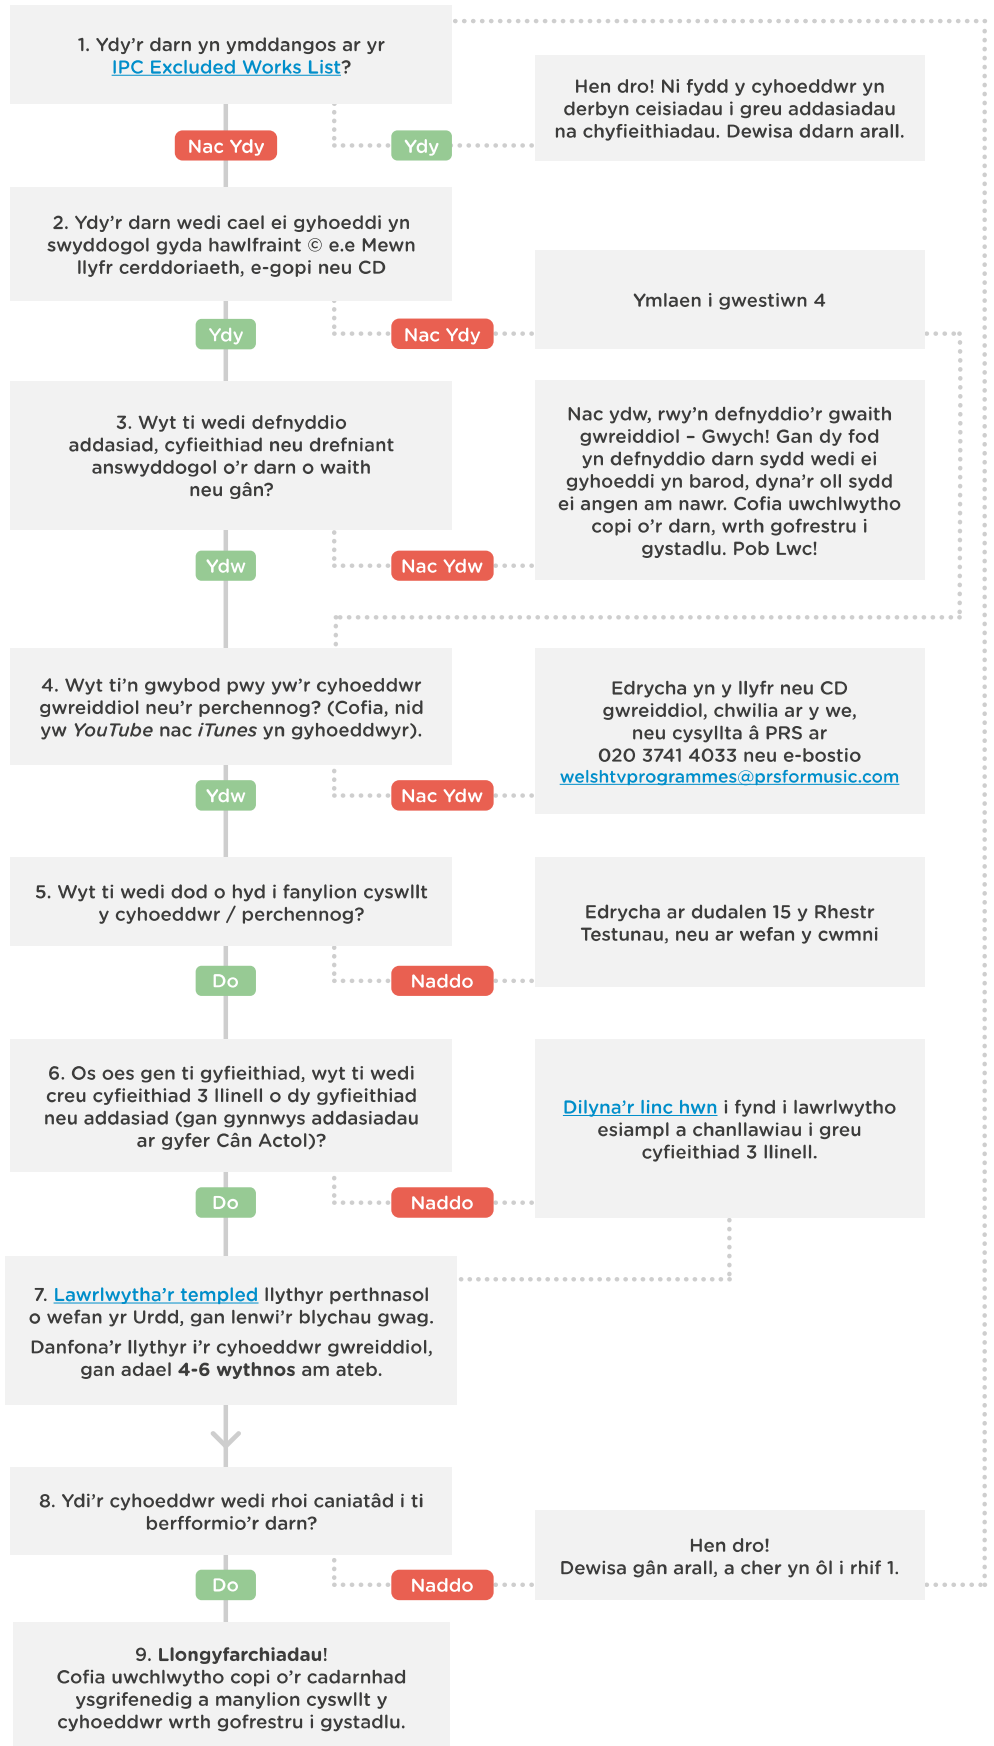 1. Ydy’r darn yn ymddangos ar yr
IPC Excluded Works List?
Nac Ydy
Ydy
Hen dro! Ni fydd y cyhoeddwr yn
derbyn ceisiadau i greu addasiadau
na chyfieithiadau. Dewisa ddarn arall.
2. Ydy’r darn wedi cael ei gyhoeddi yn
swyddogol gyda hawlfraint © e.e Mewn
llyfr cerddoriaeth, e-gopi neu CD
Ydy
Nac Ydy
Ymlaen i gwestiwn 4
3. Wyt ti wedi defnyddio
addasiad, cyfieithiad neu drefniant
answyddogol o’r darn o waith
neu gân?
Ydw
Nac Ydw
Nac ydw, rwy’n defnyddio’r gwaith
gwreiddiol – Gwych! Gan dy fod
yn defnyddio darn sydd wedi ei
gyhoeddi yn barod, dyna’r oll sydd
ei angen am nawr. Cofia uwchlwytho
copi o’r darn, wrth gofrestru i
gystadlu. Pob Lwc!
4. Wyt ti’n gwybod pwy yw’r cyhoeddwr
gwreiddiol neu’r perchennog? (Cofia, nid
yw YouTube nac iTunes yn gyhoeddwyr).
Ydw
Nac Ydw
Edrycha yn y llyfr neu CD
gwreiddiol, chwilia ar y we,
neu cysyllta â PRS ar
020 3741 4033 neu e-bostio
welshtvprogrammes@prsformusic.com
5. Wyt ti wedi dod o hyd i fanylion cyswllt
y cyhoeddwr / perchennog?
Do
Naddo
Edrycha ar dudalen 15 y Rhestr
Testunau, neu ar wefan y cwmni
6. Os oes gen ti gyfieithiad, wyt ti wedi
creu cyfieithiad 3 llinell o dy gyfieithiad
neu addasiad (gan gynnwys addasiadau
ar gyfer Cân Actol)?
Do
Naddo
Dilyna’r linc hwn i fynd i lawrlwytho
esiampl a chanllawiau i greu
cyfieithiad 3 llinell.
7. Lawrlwytha’r templed llythyr perthnasol
o wefan yr Urdd, gan lenwi’r blychau gwag.
Danfona’r llythyr i’r cyhoeddwr gwreiddiol,
gan adael 4-6 wythnos am ateb.
8. Ydi’r cyhoeddwr wedi rhoi caniatâd i ti
berfformio’r darn?
Do
Naddo
Hen dro!
Dewisa gân arall, a cher yn ôl i rhif 1.
9. Llongyfarchiadau!
Cofia uwchlwytho copi o’r cadarnhad
ysgrifenedig a manylion cyswllt y
cyhoeddwr wrth gofrestru i gystadlu.